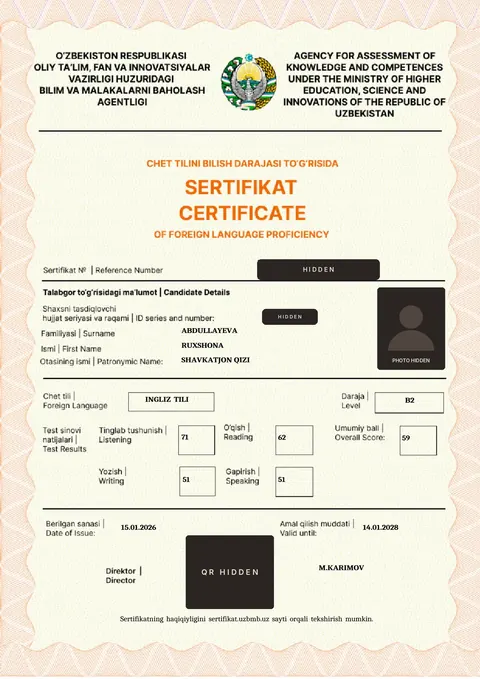 O'ZBEKISTON RESPUBLIKASI
OLIY TA'LIM, FAN VA INNOVATSIYALAR
VAZIRLIGI HUZURIDAGI
BILIM VA MALAKALARNI BAHOLASH
AGENTLIGI
AGENCY FOR ASSESSMENT OF
KNOWLEDGE AND COMPETENCES
UNDER THE MINISTRY OF HIGHER
EDUCATION, SCIENCE AND
INNOVATIONS OF THE REPUBLIC OF
UZBEKISTAN
CHET TILINI BILISH DARAJASI TO'G'RISIDA
SERTIFIKAT
CERTIFICATE
OF FOREIGN LANGUAGE PROFICIENCY
Sertifikat № | Reference Number HIDDEN
Talabgor to'g'risidagi ma'lumot | Candidate Details
Shaxsni tasdiqlovchi
hujjat seriyasi va raqami | ID series and number: HIDDEN
Familiyasi | Surname ABDULLAYEVA
Ismi | First Name RUXSHONA
Otasining ismi | Patronymic Name: SHAVKATJON QIZI
PHOTO HIDDEN
Chet tili |
Foreign Language INGLIZ TILI
Daraja |
Level B2
Test sinovi
natijalari |
Test Results
Tinglab tushunish |
Listening 71
O'qish |
Reading 62
Umumiy ball |
Overall Score: 59
Yozish |
Writing 51
Gapirish |
Speaking 51
Berilgan sanasi |
Date of Issue: 15.01.2026
Amal qilish muddati |
Valid until: 14.01.2028
Direktor |
Director
QR HIDDEN
M.KARIMOV
Sertifikatning haqiqiyligini sertifikat.uzbmb.uz sayti orqali tekshirish mumkin.